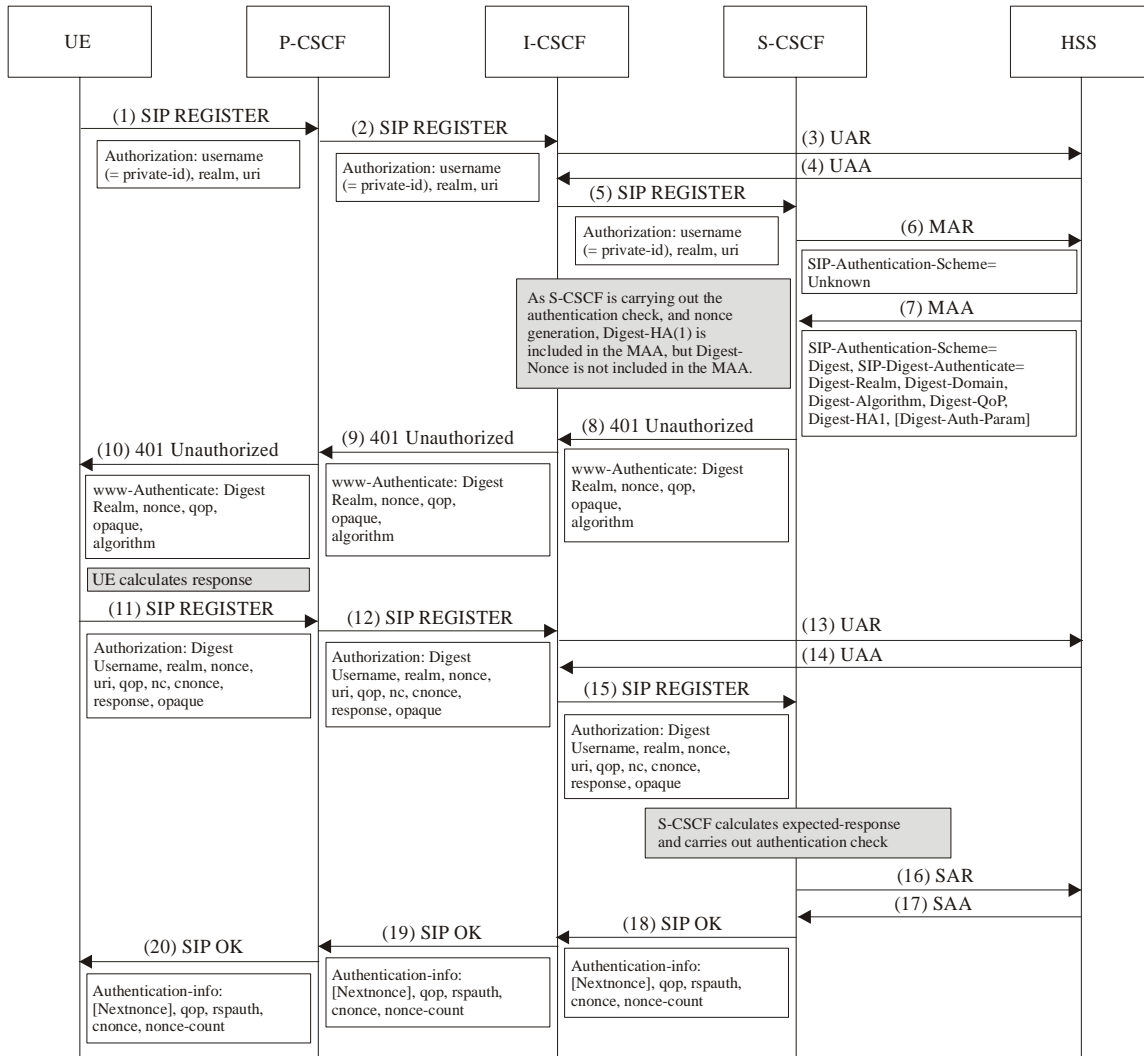 UE
P-CSCF
I-CSCF
S-CSCF
HSS
(1) SIP REGISTER
Authorization: username
(= private-id), realm, uri
(2) SIP REGISTER
Authorization: username
(= private-id), realm, uri
(3) UAR
(4) UAA
(5) SIP REGISTER
Authorization: username
(= private-id), realm, uri
(6) MAR
SIP-Authentication-Scheme=
Unknown
As S-CSCF is carrying out the
authentication check, and nonce
generation, Digest-HA(1) is
included in the MAA, but Digest-
Nonce is not included in the MAA.
(7) MAA
SIP-Authentication-Scheme=
Digest, SIP-Digest-Authenticate=
Digest-Realm, Digest-Domain,
Digest-Algorithm, Digest-QoP,
Digest-HA1, [Digest-Auth-Param]
(8) 401 Unauthorized
www-Authenticate: Digest
Realm, nonce, qop,
opaque,
algorithm
(9) 401 Unauthorized
www-Authenticate: Digest
Realm, nonce, qop,
opaque,
algorithm
(10) 401 Unauthorized
www-Authenticate: Digest
Realm, nonce, qop,
opaque,
algorithm
UE calculates response
(11) SIP REGISTER
Authorization: Digest
Username, realm, nonce,
uri, qop, nc, cnonce,
response, opaque
(12) SIP REGISTER
Authorization: Digest
Username, realm, nonce,
uri, qop, nc, cnonce,
response, opaque
(13) UAR
(14) UAA
(15) SIP REGISTER
Authorization: Digest
Username, realm, nonce,
uri, qop, nc, cnonce,
response, opaque
S-CSCF calculates expected-response
and carries out authentication check
(16) SAR
(17) SAA
(18) SIP OK
Authentication-info:
[Nextnonce], qop, rspauth,
cnonce, nonce-count
(19) SIP OK
Authentication-info:
[Nextnonce], qop, rspauth,
cnonce, nonce-count
(20) SIP OK
Authentication-info:
[Nextnonce], qop, rspauth,
cnonce, nonce-count